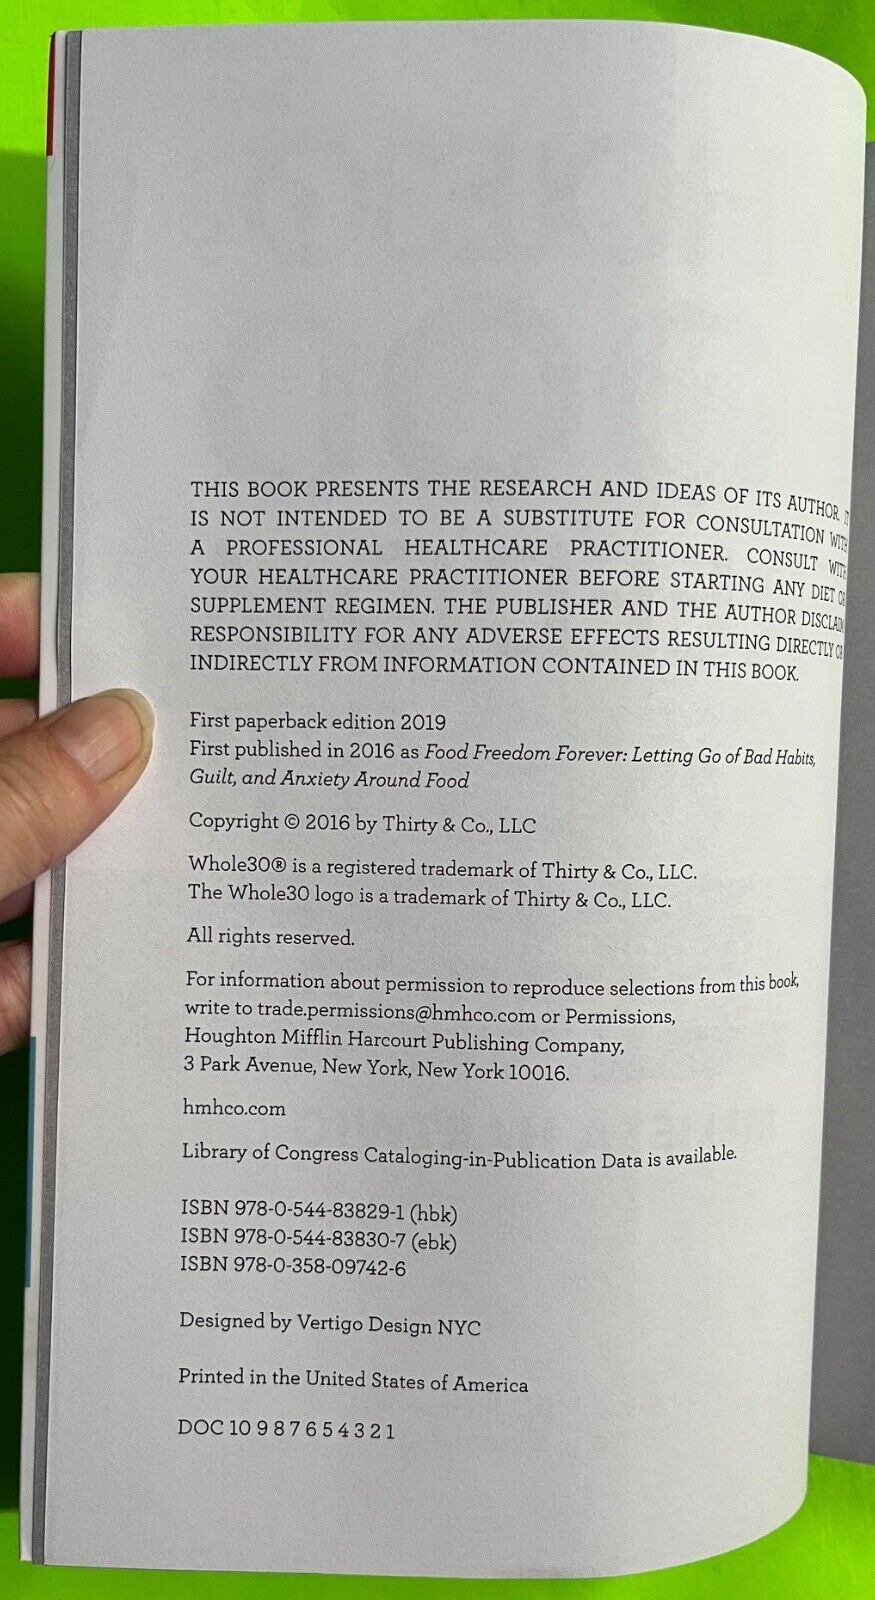 THIS BOOK PRESENTS THE RESEARCH AND IDEAS OF ITS AUTHOR. IT
IS NOT INTENDED TO BE A SUBSTITUTE FOR CONSULTATION WITH
A PROFESSIONAL HEALTHCARE PRACTITIONER. CONSULT WITH
YOUR HEALTHCARE PRACTITIONER BEFORE STARTING ANY DIET OR
SUPPLEMENT REGIMEN. THE PUBLISHER AND THE AUTHOR DISCLAIM
RESPONSIBILITY FOR ANY ADVERSE EFFECTS RESULTING DIRECTLY OR
INDIRECTLY FROM INFORMATION CONTAINED IN THIS BOOK.
First paperback edition 2019
First published in 2016 as Food Freedom Forever: Letting Go of Bad Habits,
Guilt, and Anxiety Around Food
Copyright © 2016 by Thirty & Co., LLC
Whole30® is a registered trademark of Thirty & Co., LLC.
The Whole30 logo is a trademark of Thirty & Co., LLC.
All rights reserved.
For information about permission to reproduce selections from this book,
write to trade.permissions@hmhco.com or Permissions,
Houghton Mifflin Harcourt Publishing Company,
3 Park Avenue, New York, New York 10016.
hmhco.com
Library of Congress Cataloging-in-Publication Data is available.
ISBN 978-0-544-83829-1 (hbk)
ISBN 978-0-544-83830-7 (ebk)
ISBN 978-0-358-09742-6
Designed by Vertigo Design NYC
Printed in the United States of America
DOC 10 9 8 7 6 5 4 3 2 1